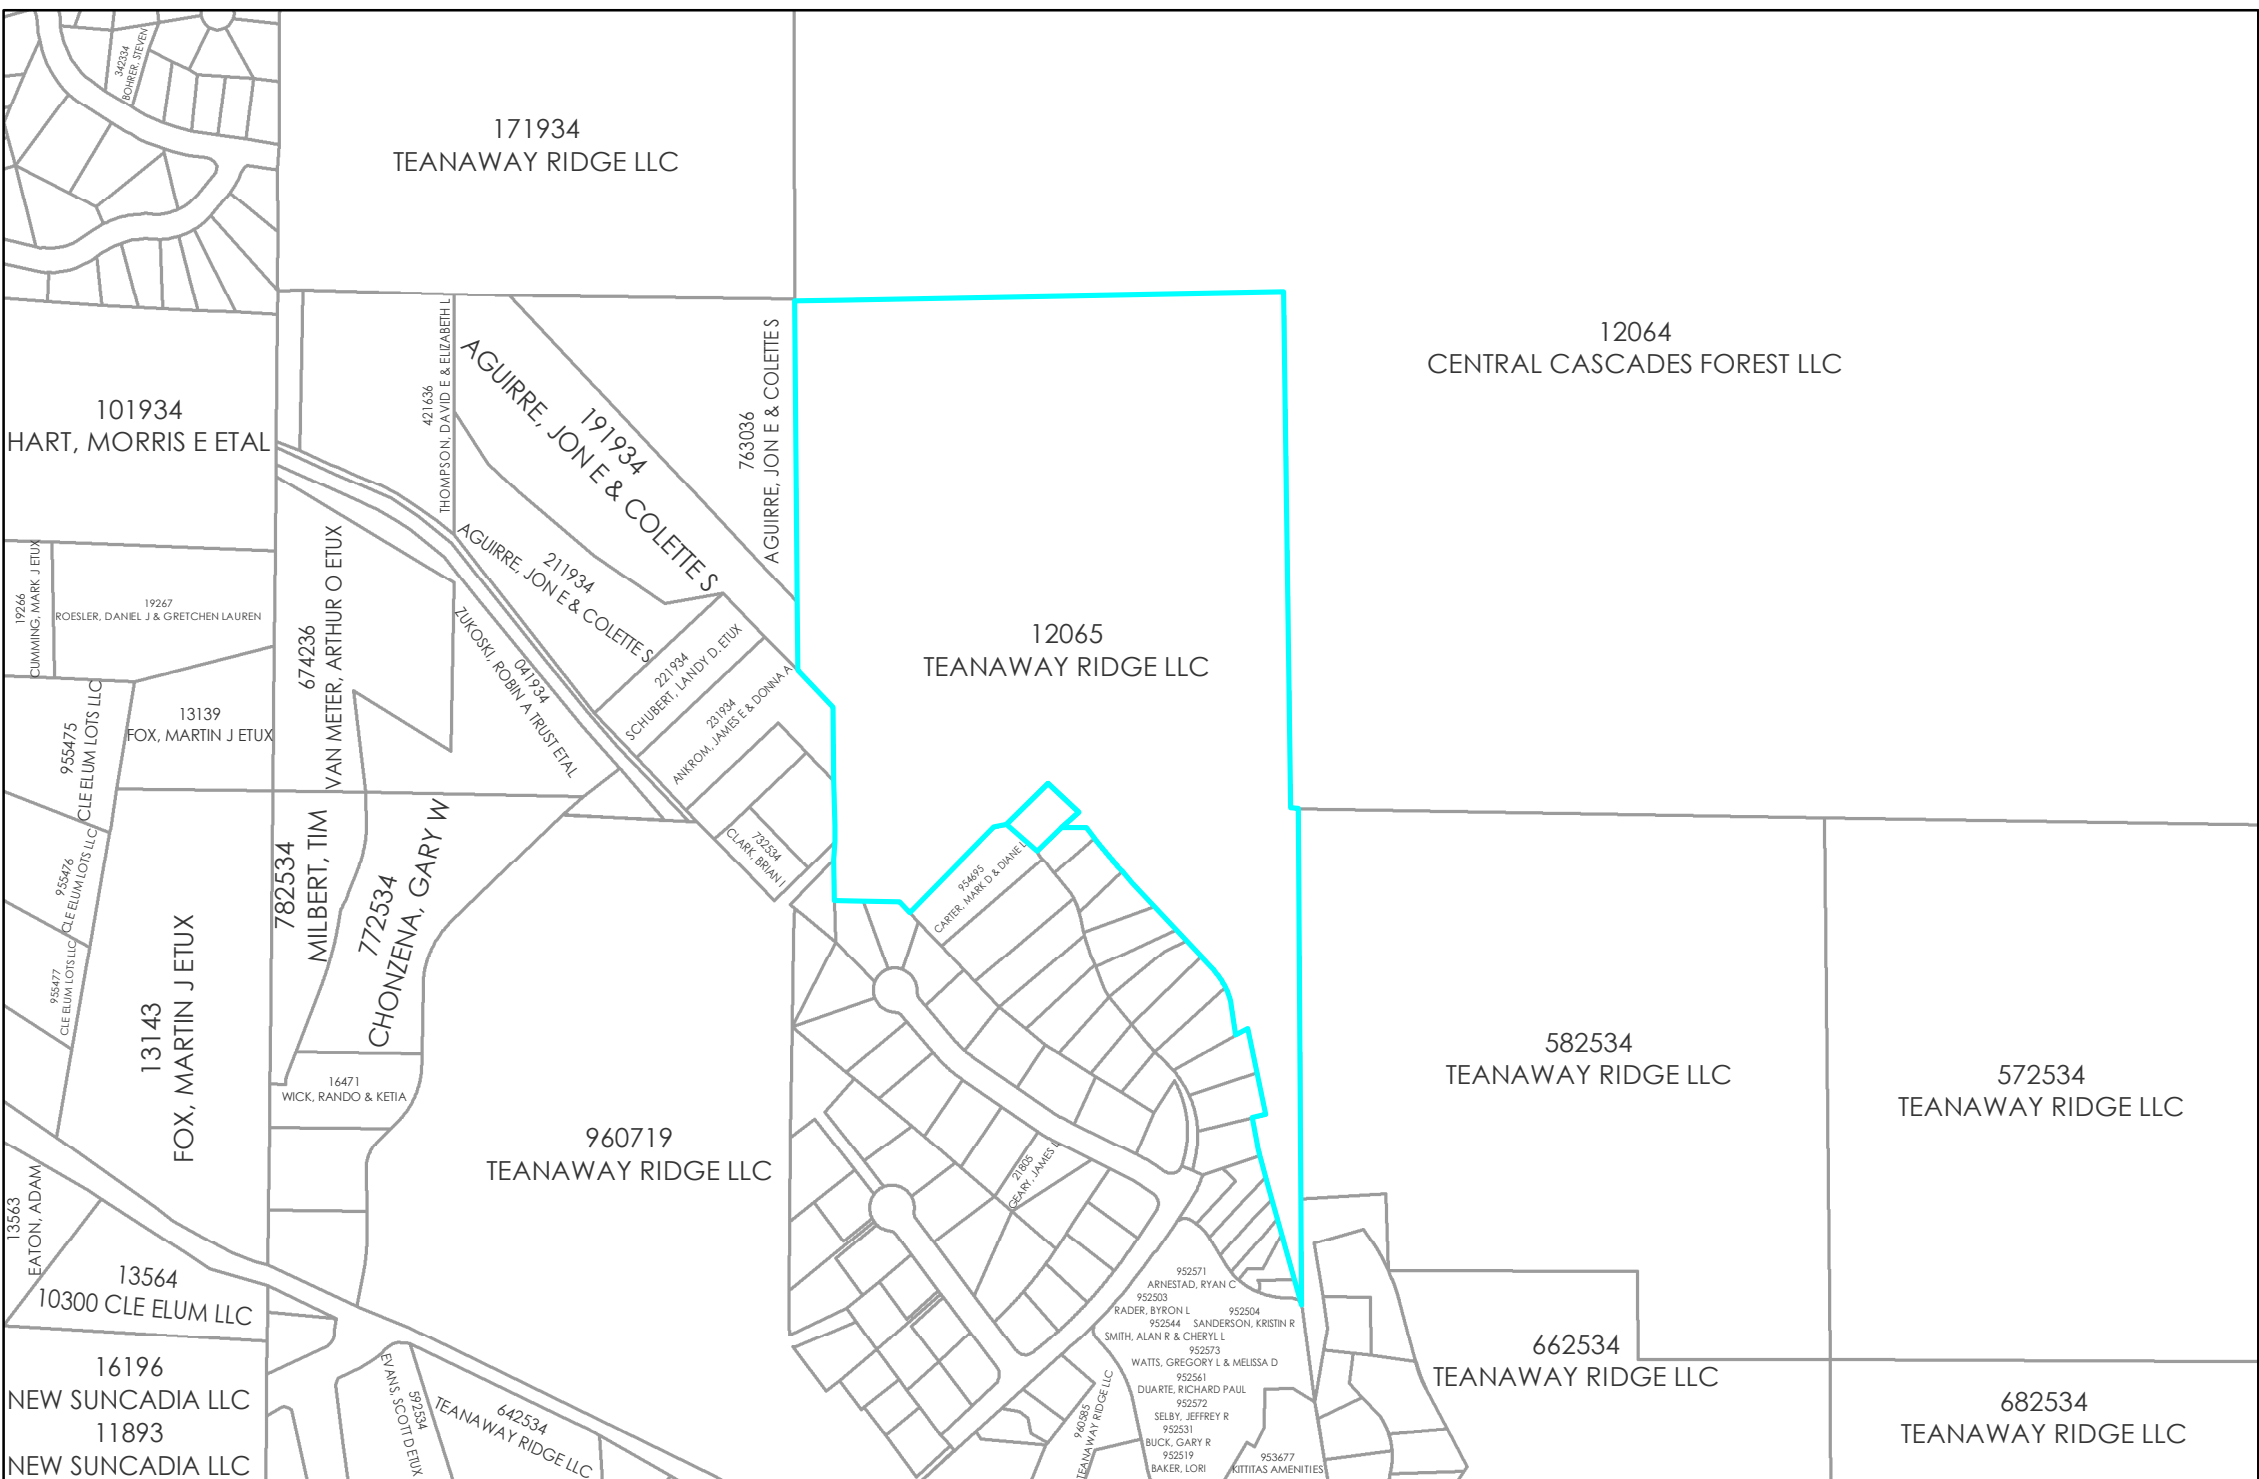 342334
BOHRER, STEVEN
171934
TEANAWAY RIDGE LLC
12064
CENTRAL CASCADES FOREST LLC
101934
HART, MORRIS E ETAL
421636
THOMPSON, DAVID E & ELIZABETH L
191934
AGUIRRE, JON E & COLETTE S
763036
AGUIRRE, JON E & COLETTE S
211934
AGUIRRE, JON E & COLETTE S
12065
TEANAWAY RIDGE LLC
19266
CUMMING, MARK J ETUX
19267
ROESLER, DANIEL J & GRETCHEN LAUREN
674236
VAN METER, ARTHUR O ETUX
041934
ZUKOSKI, ROBIN A TRUST ETAL
221934
SCHUBERT, LANDY D. ETUX
231934
ANKROM, JAMES E & DONNA A
13139
FOX, MARTIN J ETUX
955475
CLE ELUM LOTS LLC
955476
CLE ELUM LOTS LLC
955477
CLE ELUM LOTS LLC
782534
MILBERT, TIM
772534
CHONZENA, GARY W
732534
CLARK, BRIAN I
954695
CARTER, MARK D & DIANE L
13143
FOX, MARTIN J ETUX
16471
WICK, RANDO & KETIA
960719
TEANAWAY RIDGE LLC
582534
TEANAWAY RIDGE LLC
572534
TEANAWAY RIDGE LLC
21805
GEARY, JAMES L
13563
EATON, ADAM
13564
10300 CLE ELUM LLC
952571
ARNESTAD, RYAN C
952503
RADER, BYRON L
952504
SANDERSON, KRISTIN R
952544
SMITH, ALAN R & CHERYL L
952573
WATTS, GREGORY L & MELISSA D
952561
DUARTE, RICHARD PAUL
952572
SELBY, JEFFREY R
952531
BUCK, GARY R
952519
BAKER, LORI
953677
KITTITAS AMENITIES
960585
TEANAWAY RIDGE LLC
662534
TEANAWAY RIDGE LLC
682534
TEANAWAY RIDGE LLC
16196
NEW SUNCADIA LLC
11893
NEW SUNCADIA LLC
592534
EVANS, SCOTT D ETUX
642534
TEANAWAY RIDGE LLC